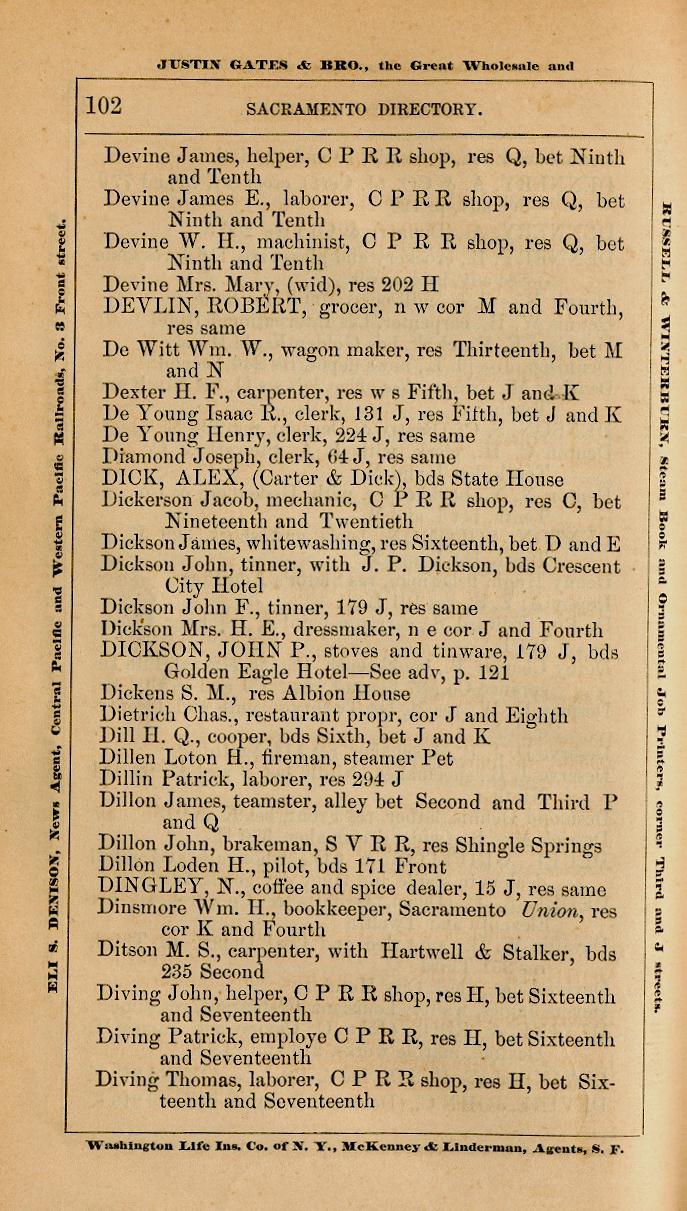 JUSTIN GATES & BRO., the Great Wholesale and
102 SACRAMENTO DIRECTORY.
Devine James, helper, C P R R shop, res Q, bet Ninth
and Tenth
Devine James E., laborer, C P R R shop, res Q, bet
Ninth and Tenth
Devine W. H., machinist, C P R R shop, res Q, bet
Ninth and Tenth
Devine Mrs. Mary, (wid), res 202 H
DEVLIN, ROBERT, grocer, n w cor M and Fourth,
res same
De Witt Wm. W., wagon maker, res Thirteenth, bet M
and N
Dexter H. F., carpenter, res w s Fifth, bet J and K
De Young Isaac R., clerk, 131 J, res Fifth, bet J and K
De Young Henry, clerk, 224 J, res same
Diamond Joseph, clerk, 64 J, res same
DICK, ALEX, (Carter & Dick), bds State House
Dickerson Jacob, mechanic, C P R R shop, res C, bet
Nineteenth and Twentieth
Dickson James, whitewashing, res Sixteenth, bet D and E
Dickson John, tinner, with J. P. Dickson, bds Crescent
City Hotel
Dickson John F., tinner, 179 J, res same
Dickson Mrs. H. E., dressmaker, n e cor J and Fourth
DICKSON, JOHN P., stoves and tinware, 179 J, bds
Golden Eagle Hotel—See adv, p. 121
Dickens S. M., res Albion House
Dietrich Chas., restaurant propr, cor J and Eighth
Dill H. Q., cooper, bds Sixth, bet J and K
Dillen Loton H., fireman, steamer Pet
Dillin Patrick, laborer, res 294 J
Dillon James, teamster, alley bet Second and Third P
and Q
Dillon John, brakeman, S V R R, res Shingle Springs
Dillon Loden H., pilot, bds 171 Front
DINGLEY, N., coffee and spice dealer, 15 J, res same
Dinsmore Wm. H., bookkeeper, Sacramento Union, res
cor K and Fourth
Ditson M. S., carpenter, with Hartwell & Stalker, bds
235 Second
Diving John, helper, C P R R shop, res H, bet Sixteenth
and Seventeenth
Diving Patrick, employe C P R R, res H, bet Sixteenth
and Seventeenth
Diving Thomas, laborer, C P R R shop, res H, bet Six-
teenth and Seventeenth
Washington Life Ins. Co. of N. Y., McKenney & Linderman, Agents, S. F.
ELI S. DENISON, News Agent, Central Pacific and Western Pacific Railroads, No. 3 Front street.
RUSSELL & WINTERBURN, Steam Book and Ornamental Job Printers, corner Third and J streets.